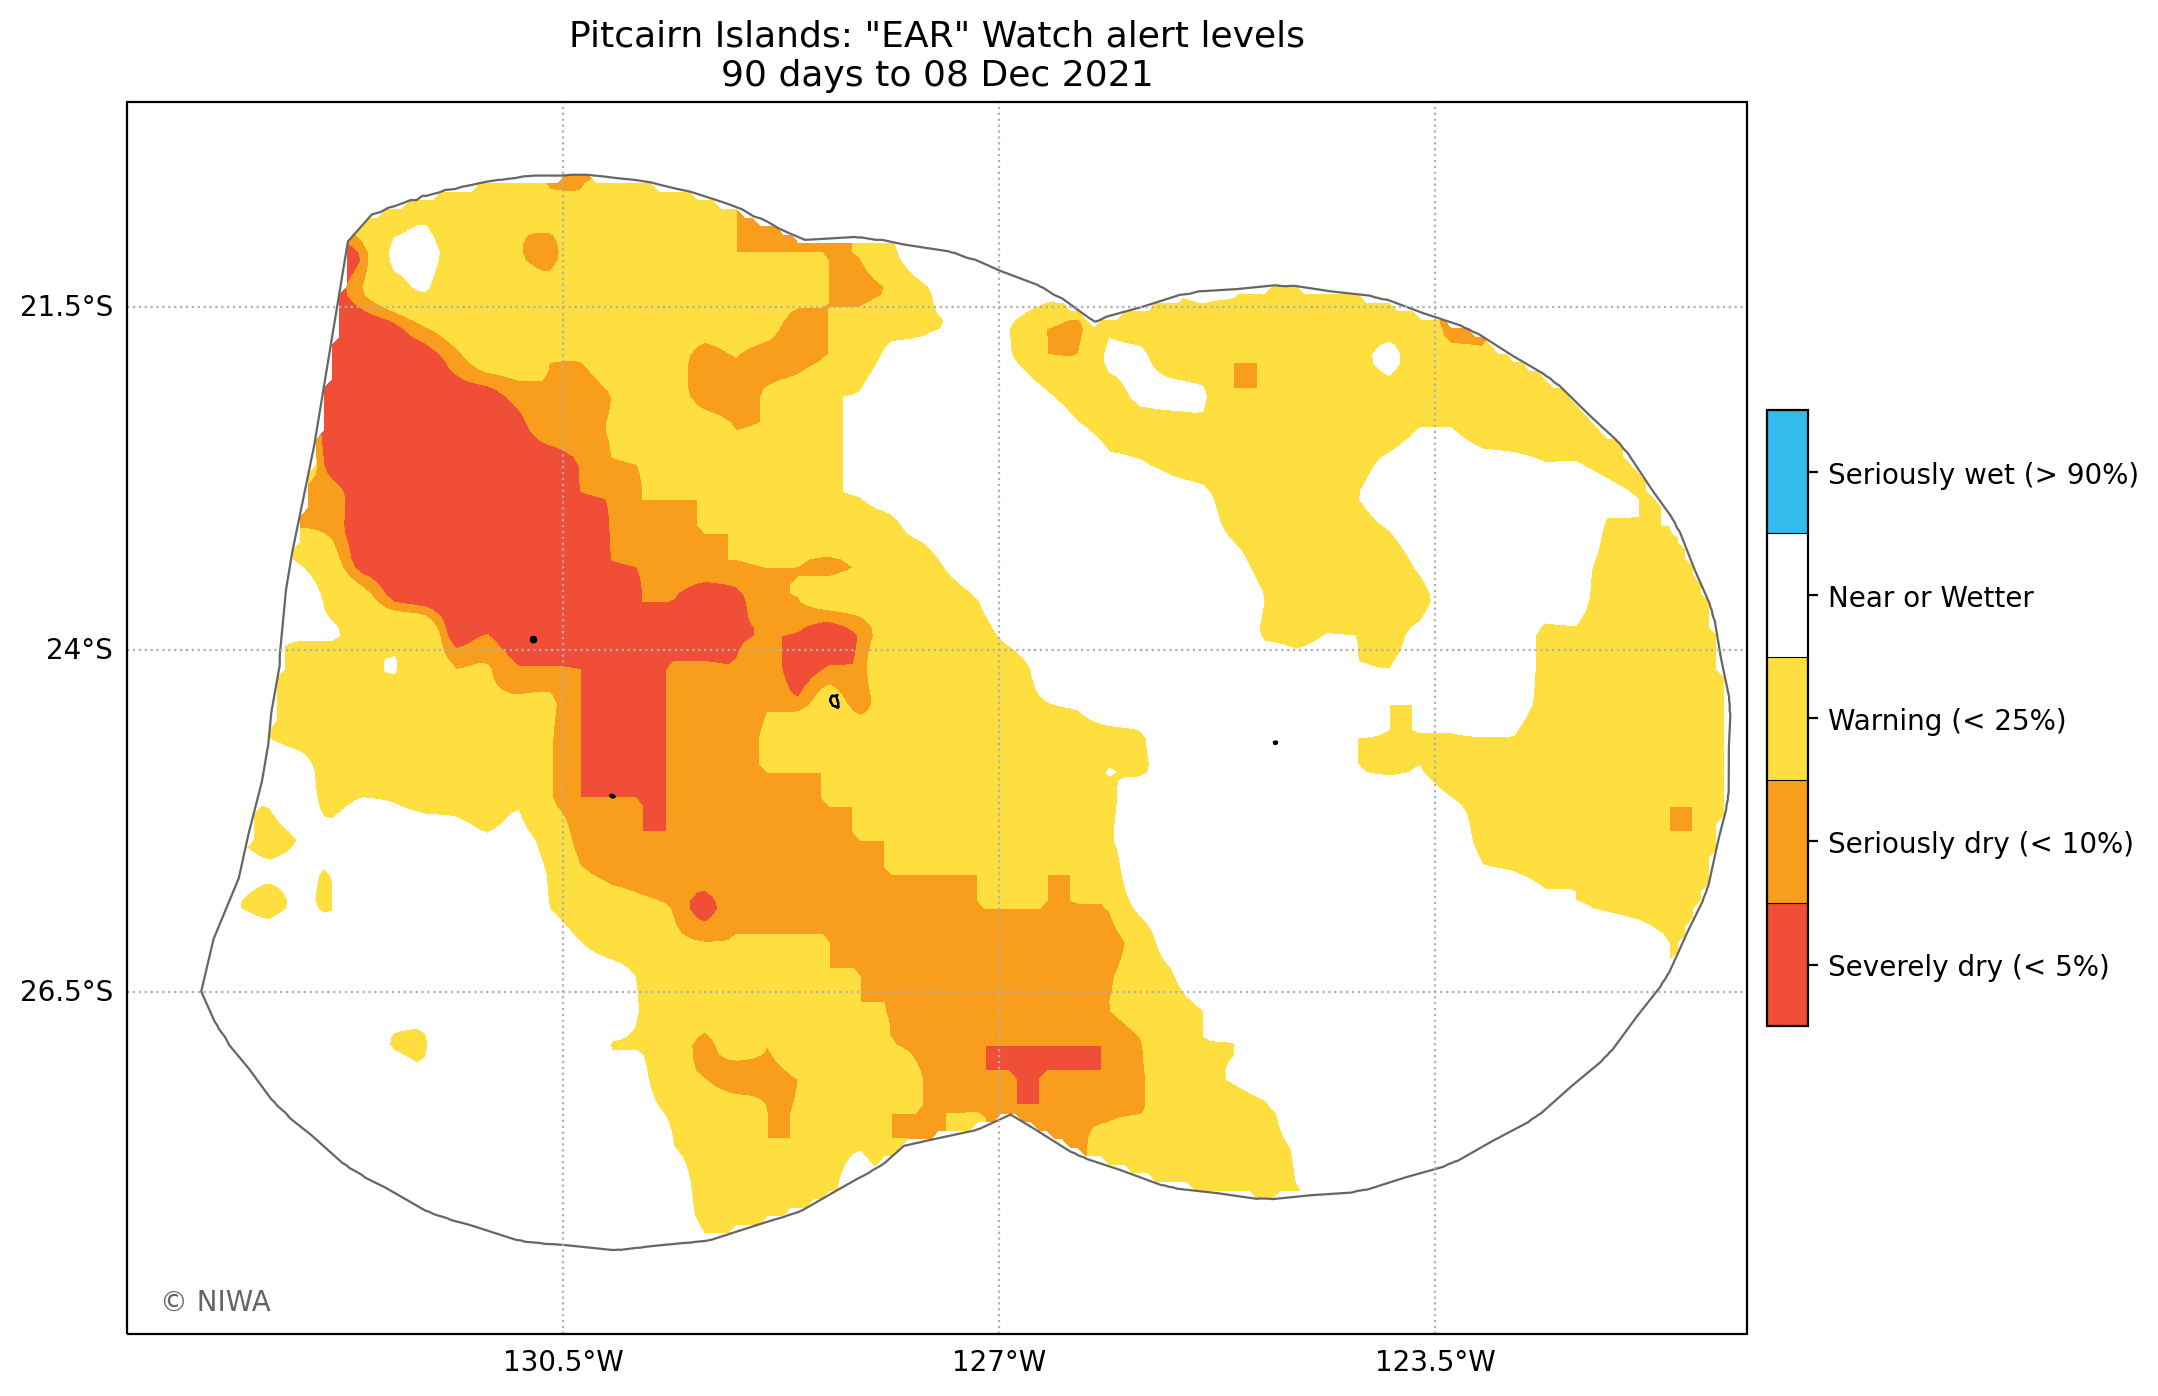 Pitcairn Islands: "EAR" Watch alert levels
90 days to 08 Dec 2021
21.5°S
24°S
26.5°S
130.5°W
127°W
123.5°W
Seriously wet (> 90%)
Near or Wetter
Warning (< 25%)
Seriously dry (< 10%)
Severely dry (< 5%)
© NIWA